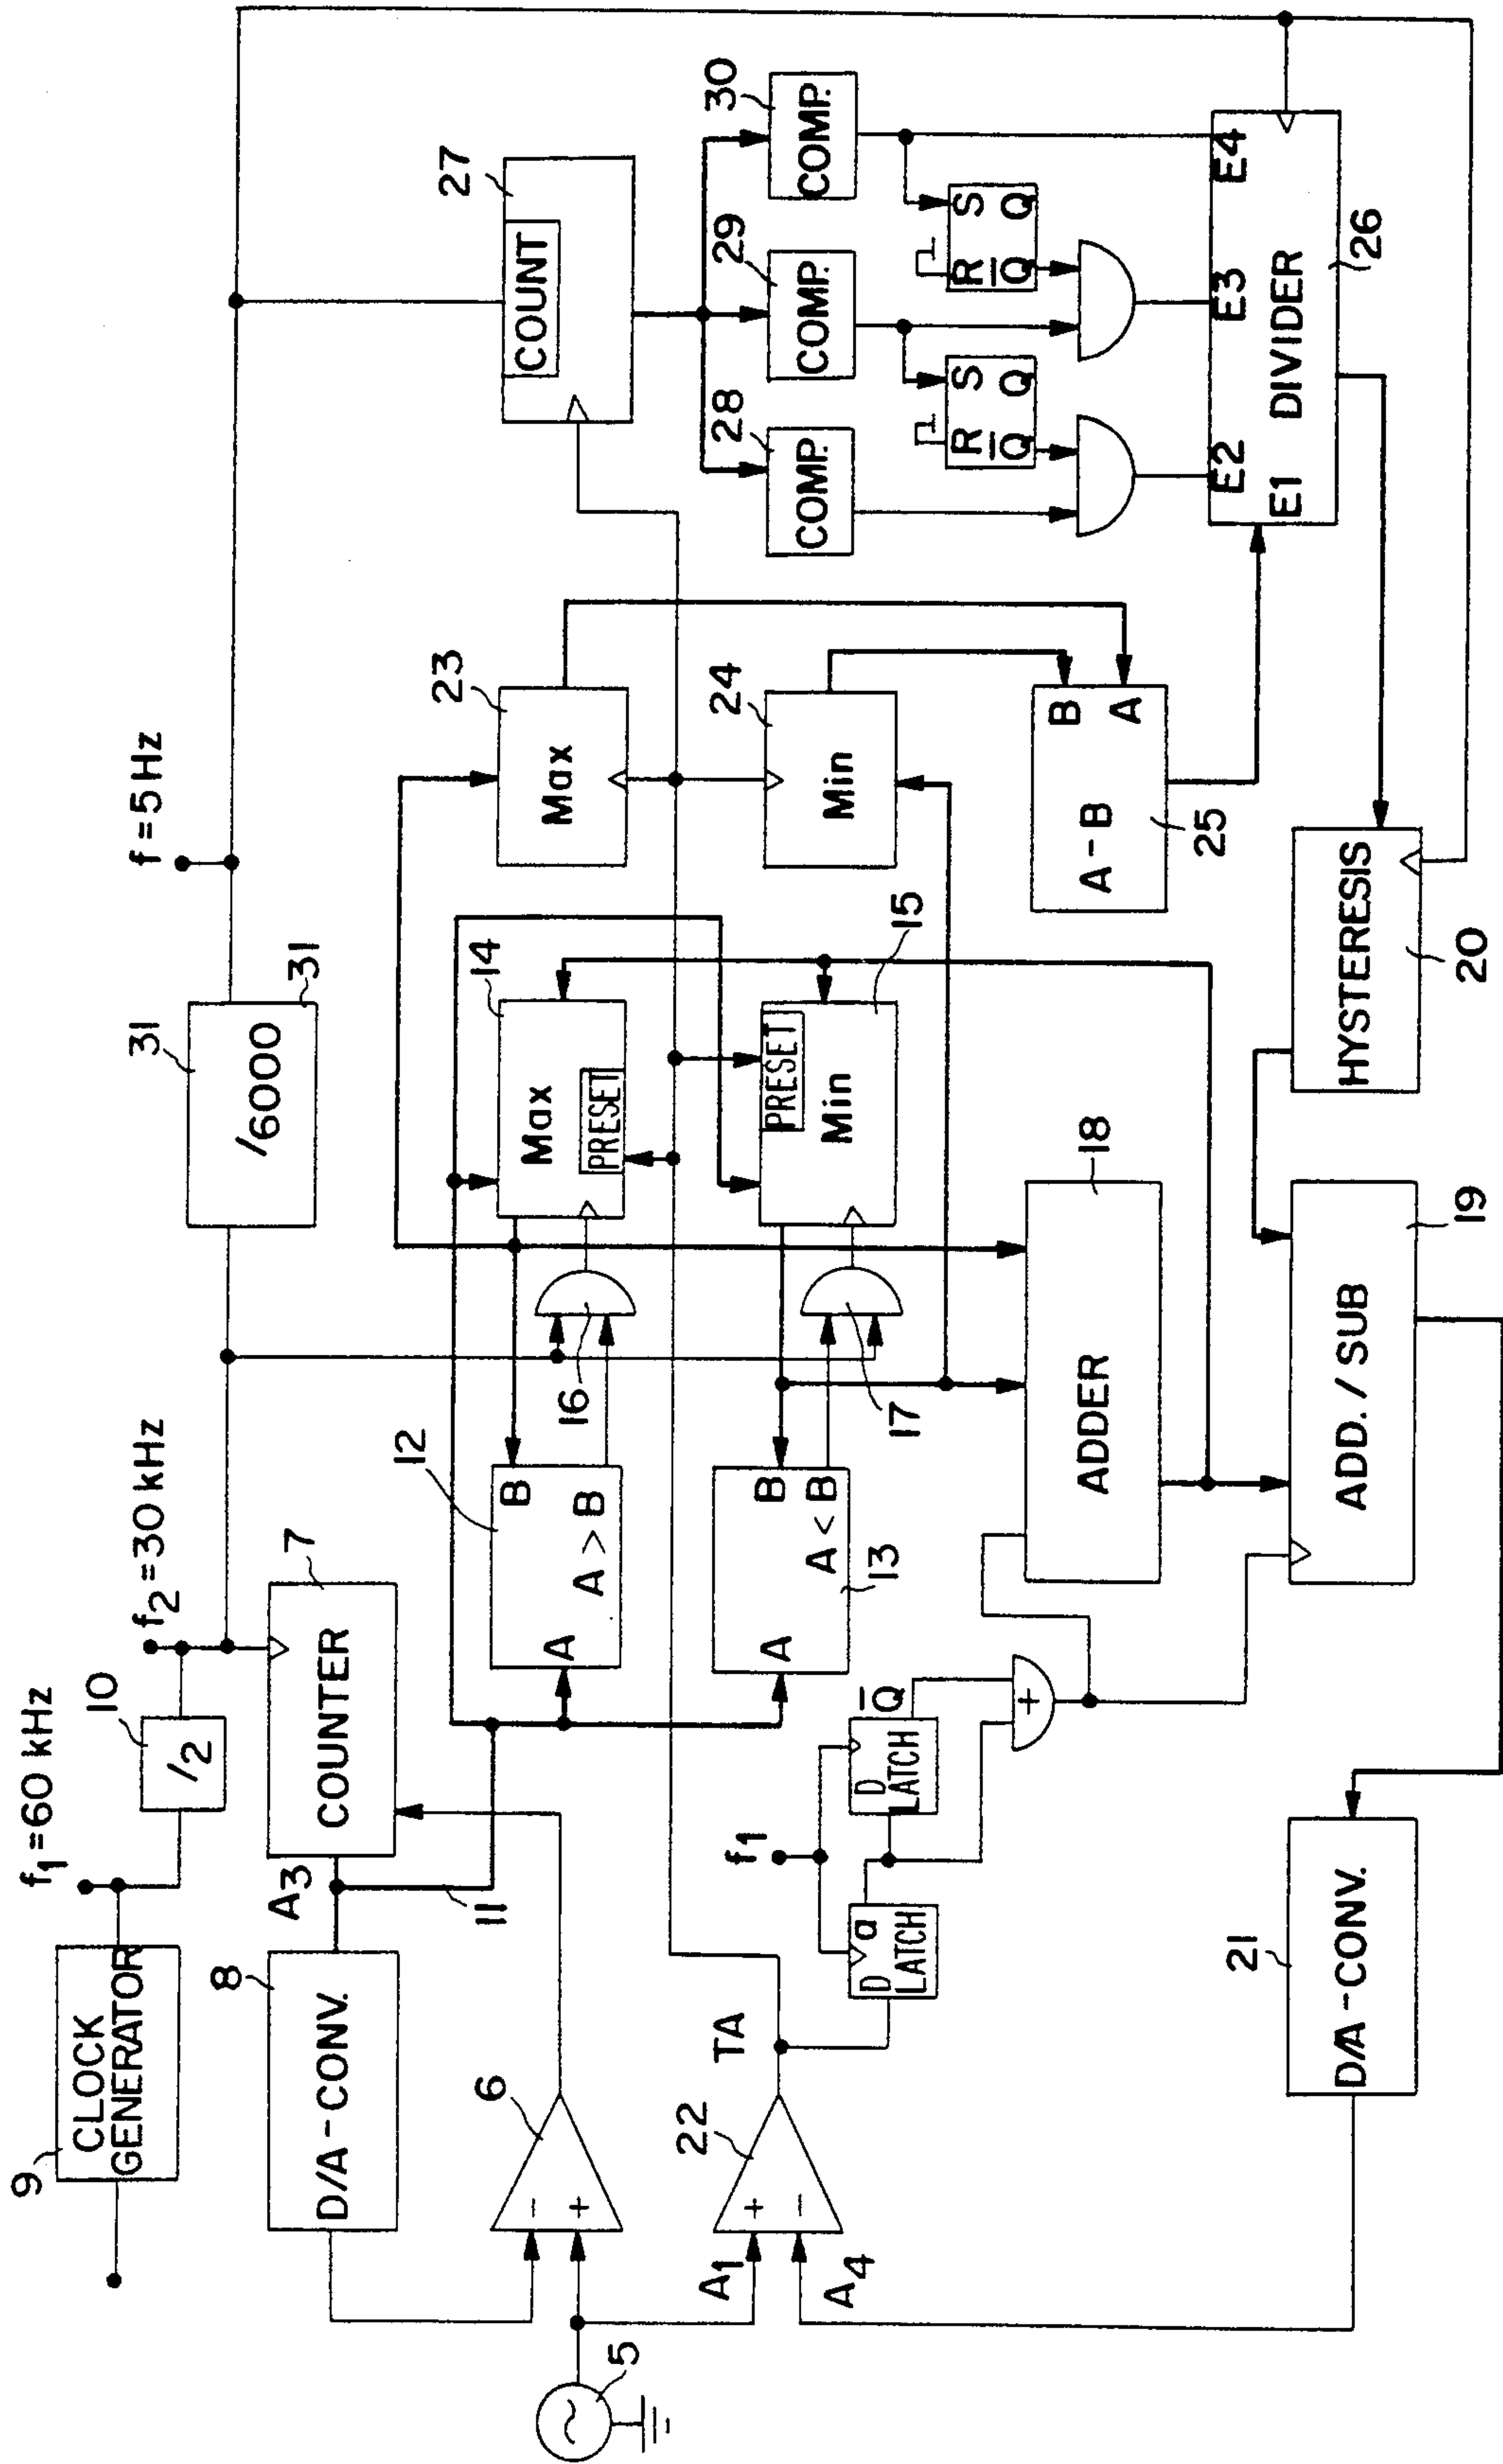 9
CLOCK
GENERATOR
f1 = 60 kHz
10
/2
f2 = 30 kHz
31
/6000
31
f = 5 Hz
8
D/A - CONV.
A3
11
7
COUNTER
12
B
A
A > B
14
Max
PRESET
23
Max
27
COUNT
6
-
+
16
5
22
+
-
A1
A4
TA
13
B
A < B
A
17
15
PRESET
Min
24
Min
28
COMP.
29
COMP.
30
COMP.
R
S
Q
Q
R
S
Q
Q
f1
D
a
LATCH
D
LATCH
Q
+
18
ADDER
B
A
A - B
25
E1
E2
E3
E4
DIVIDER
26
21
D/A - CONV.
19
ADD. / SUB
HYSTERESIS
20